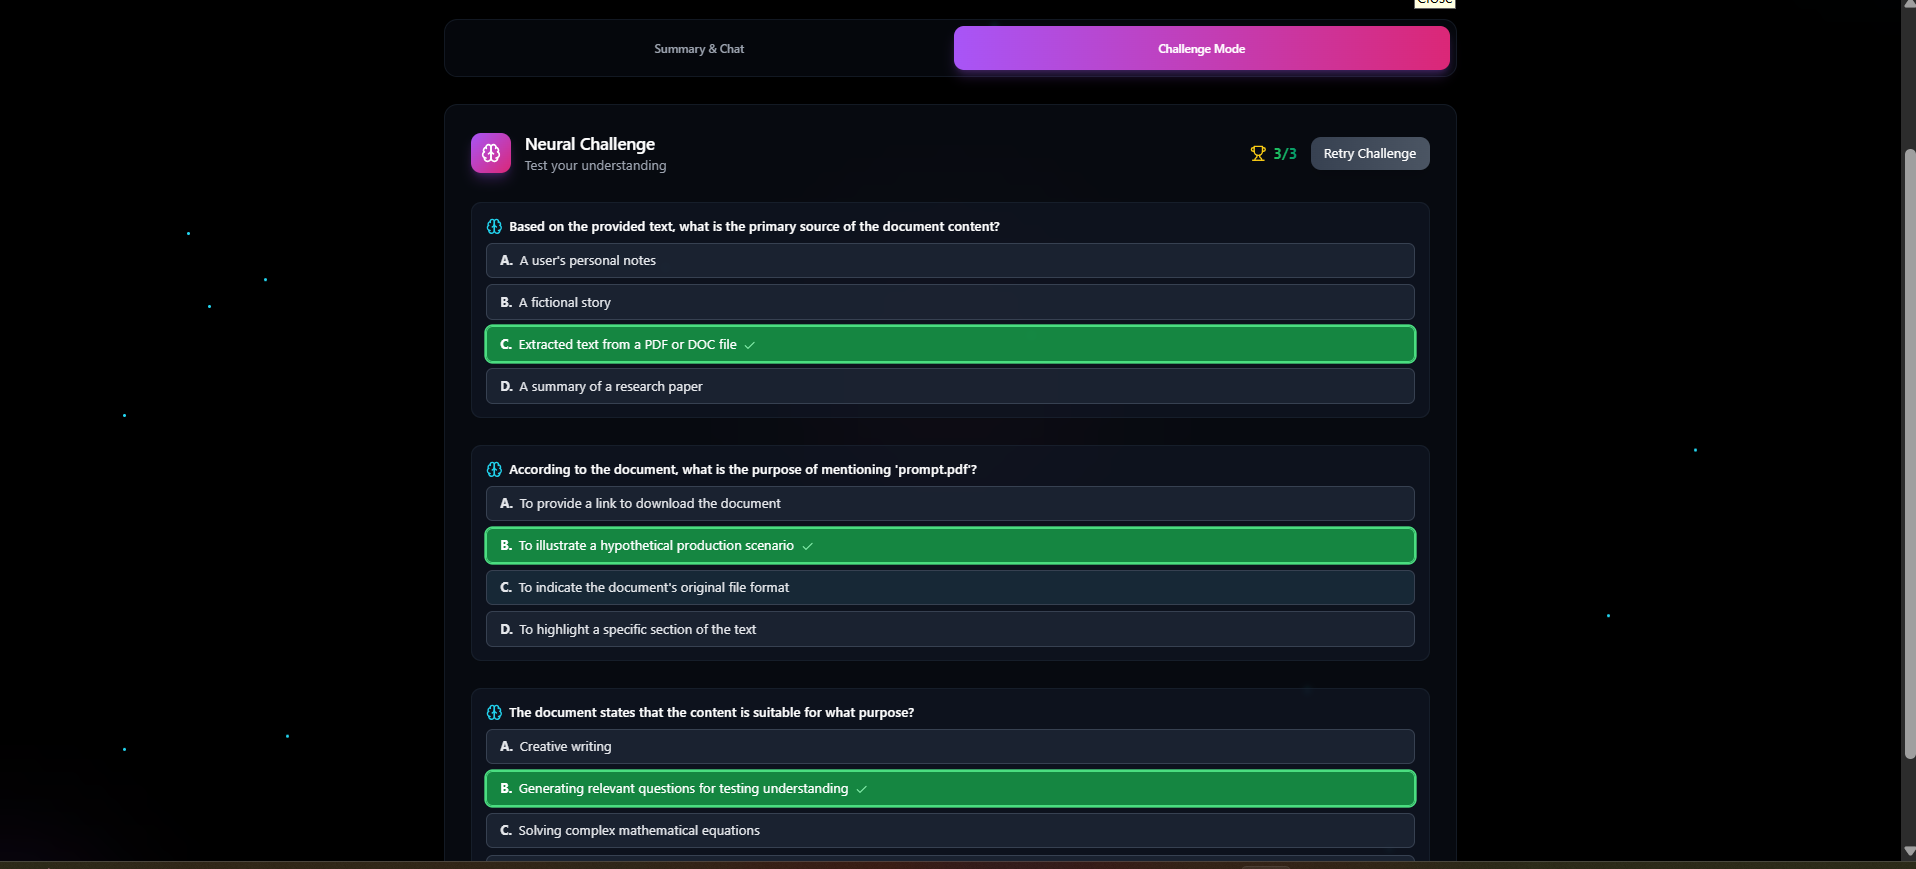 Close
Summary & Chat
Challenge Mode
Neural Challenge
Test your understanding
3/3
Retry Challenge
Based on the provided text, what is the primary source of the document content?
A. A user's personal notes
B. A fictional story
C. Extracted text from a PDF or DOC file
D. A summary of a research paper
According to the document, what is the purpose of mentioning 'prompt.pdf'?
A. To provide a link to download the document
B. To illustrate a hypothetical production scenario
C. To indicate the document's original file format
D. To highlight a specific section of the text
The document states that the content is suitable for what purpose?
A. Creative writing
B. Generating relevant questions for testing understanding
C. Solving complex mathematical equations